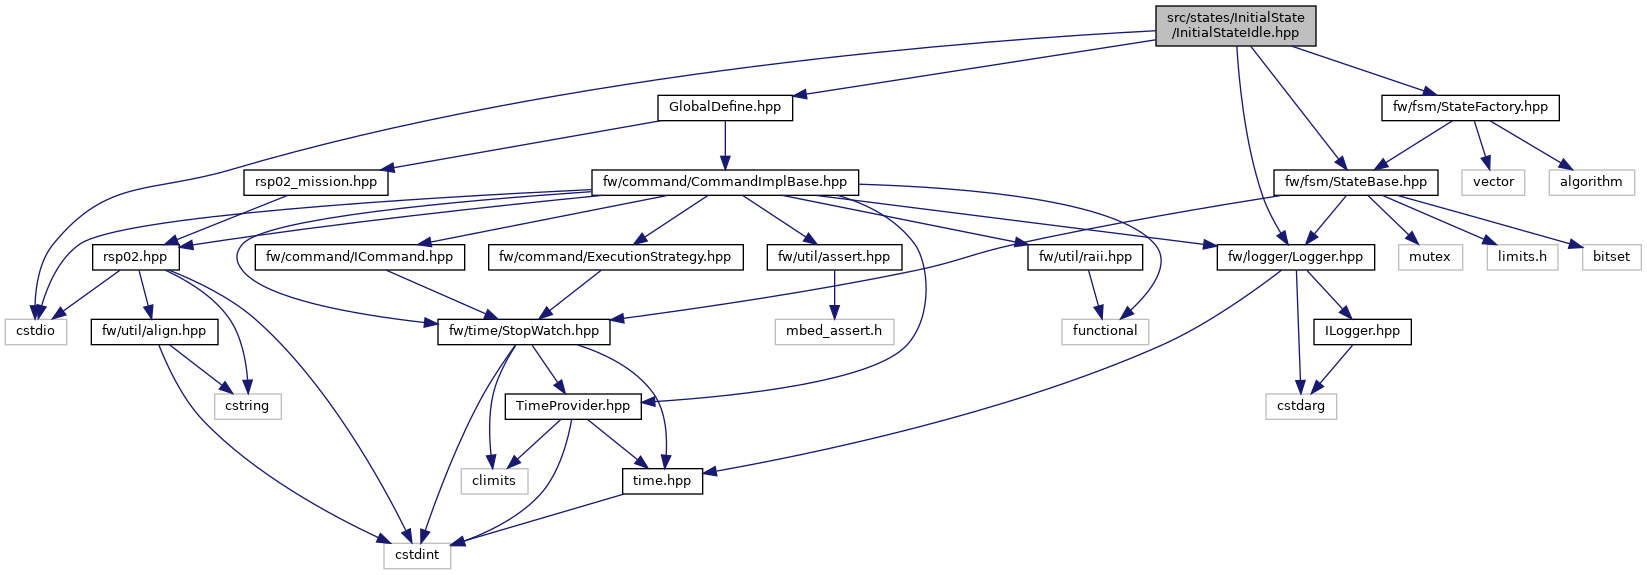 src/states/InitialState
/InitialStateIdle.hpp
GlobalDefine.hpp
fw/fsm/StateFactory.hpp
rsp02_mission.hpp
fw/command/CommandImplBase.hpp
fw/fsm/StateBase.hpp
vector
algorithm
rsp02.hpp
fw/command/ICommand.hpp
fw/command/ExecutionStrategy.hpp
fw/util/assert.hpp
fw/util/raii.hpp
fw/logger/Logger.hpp
mutex
limits.h
bitset
cstdio
fw/util/align.hpp
fw/time/StopWatch.hpp
mbed_assert.h
functional
ILogger.hpp
cstring
TimeProvider.hpp
cstdarg
climits
time.hpp
cstdint